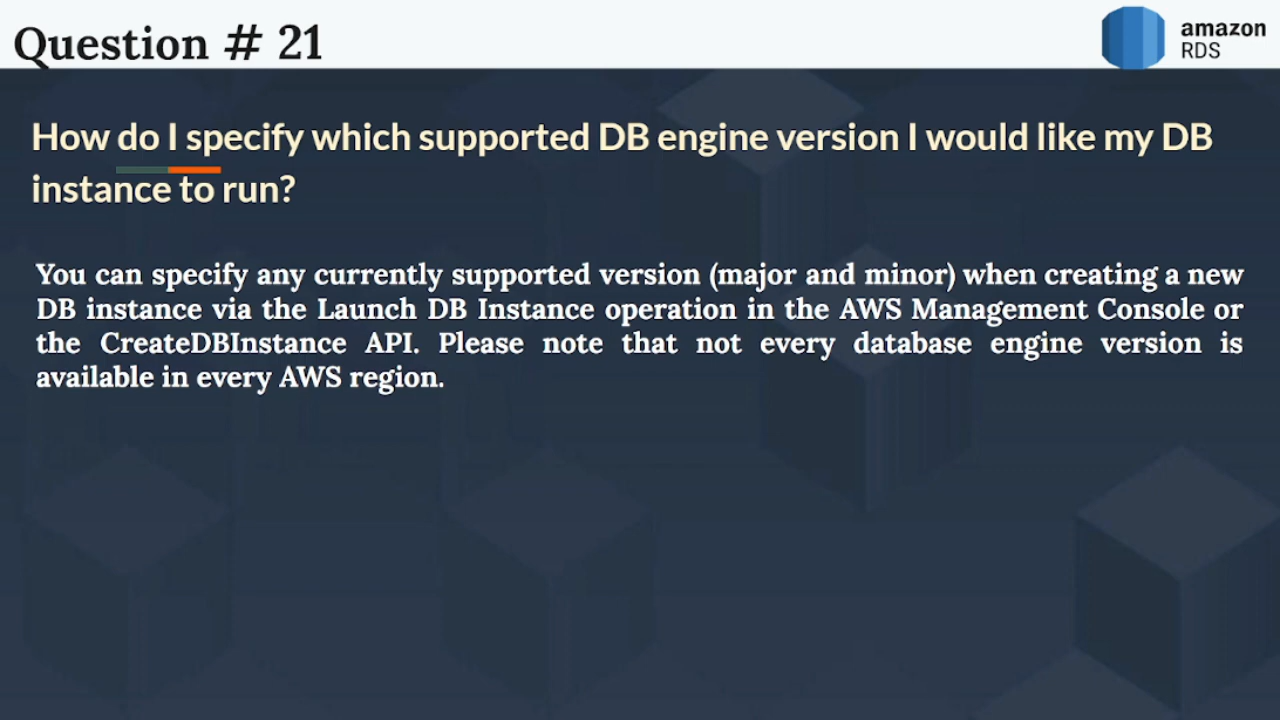 Question # 21
amazon
RDS
How do I specify which supported DB engine version I would like my DB
instance to run?
You can specify any currently supported version (major and minor) when creating a new
DB instance via the Launch DB Instance operation in the AWS Management Console or
the CreateDBInstance API. Please note that not every database engine version is
available in every AWS region.